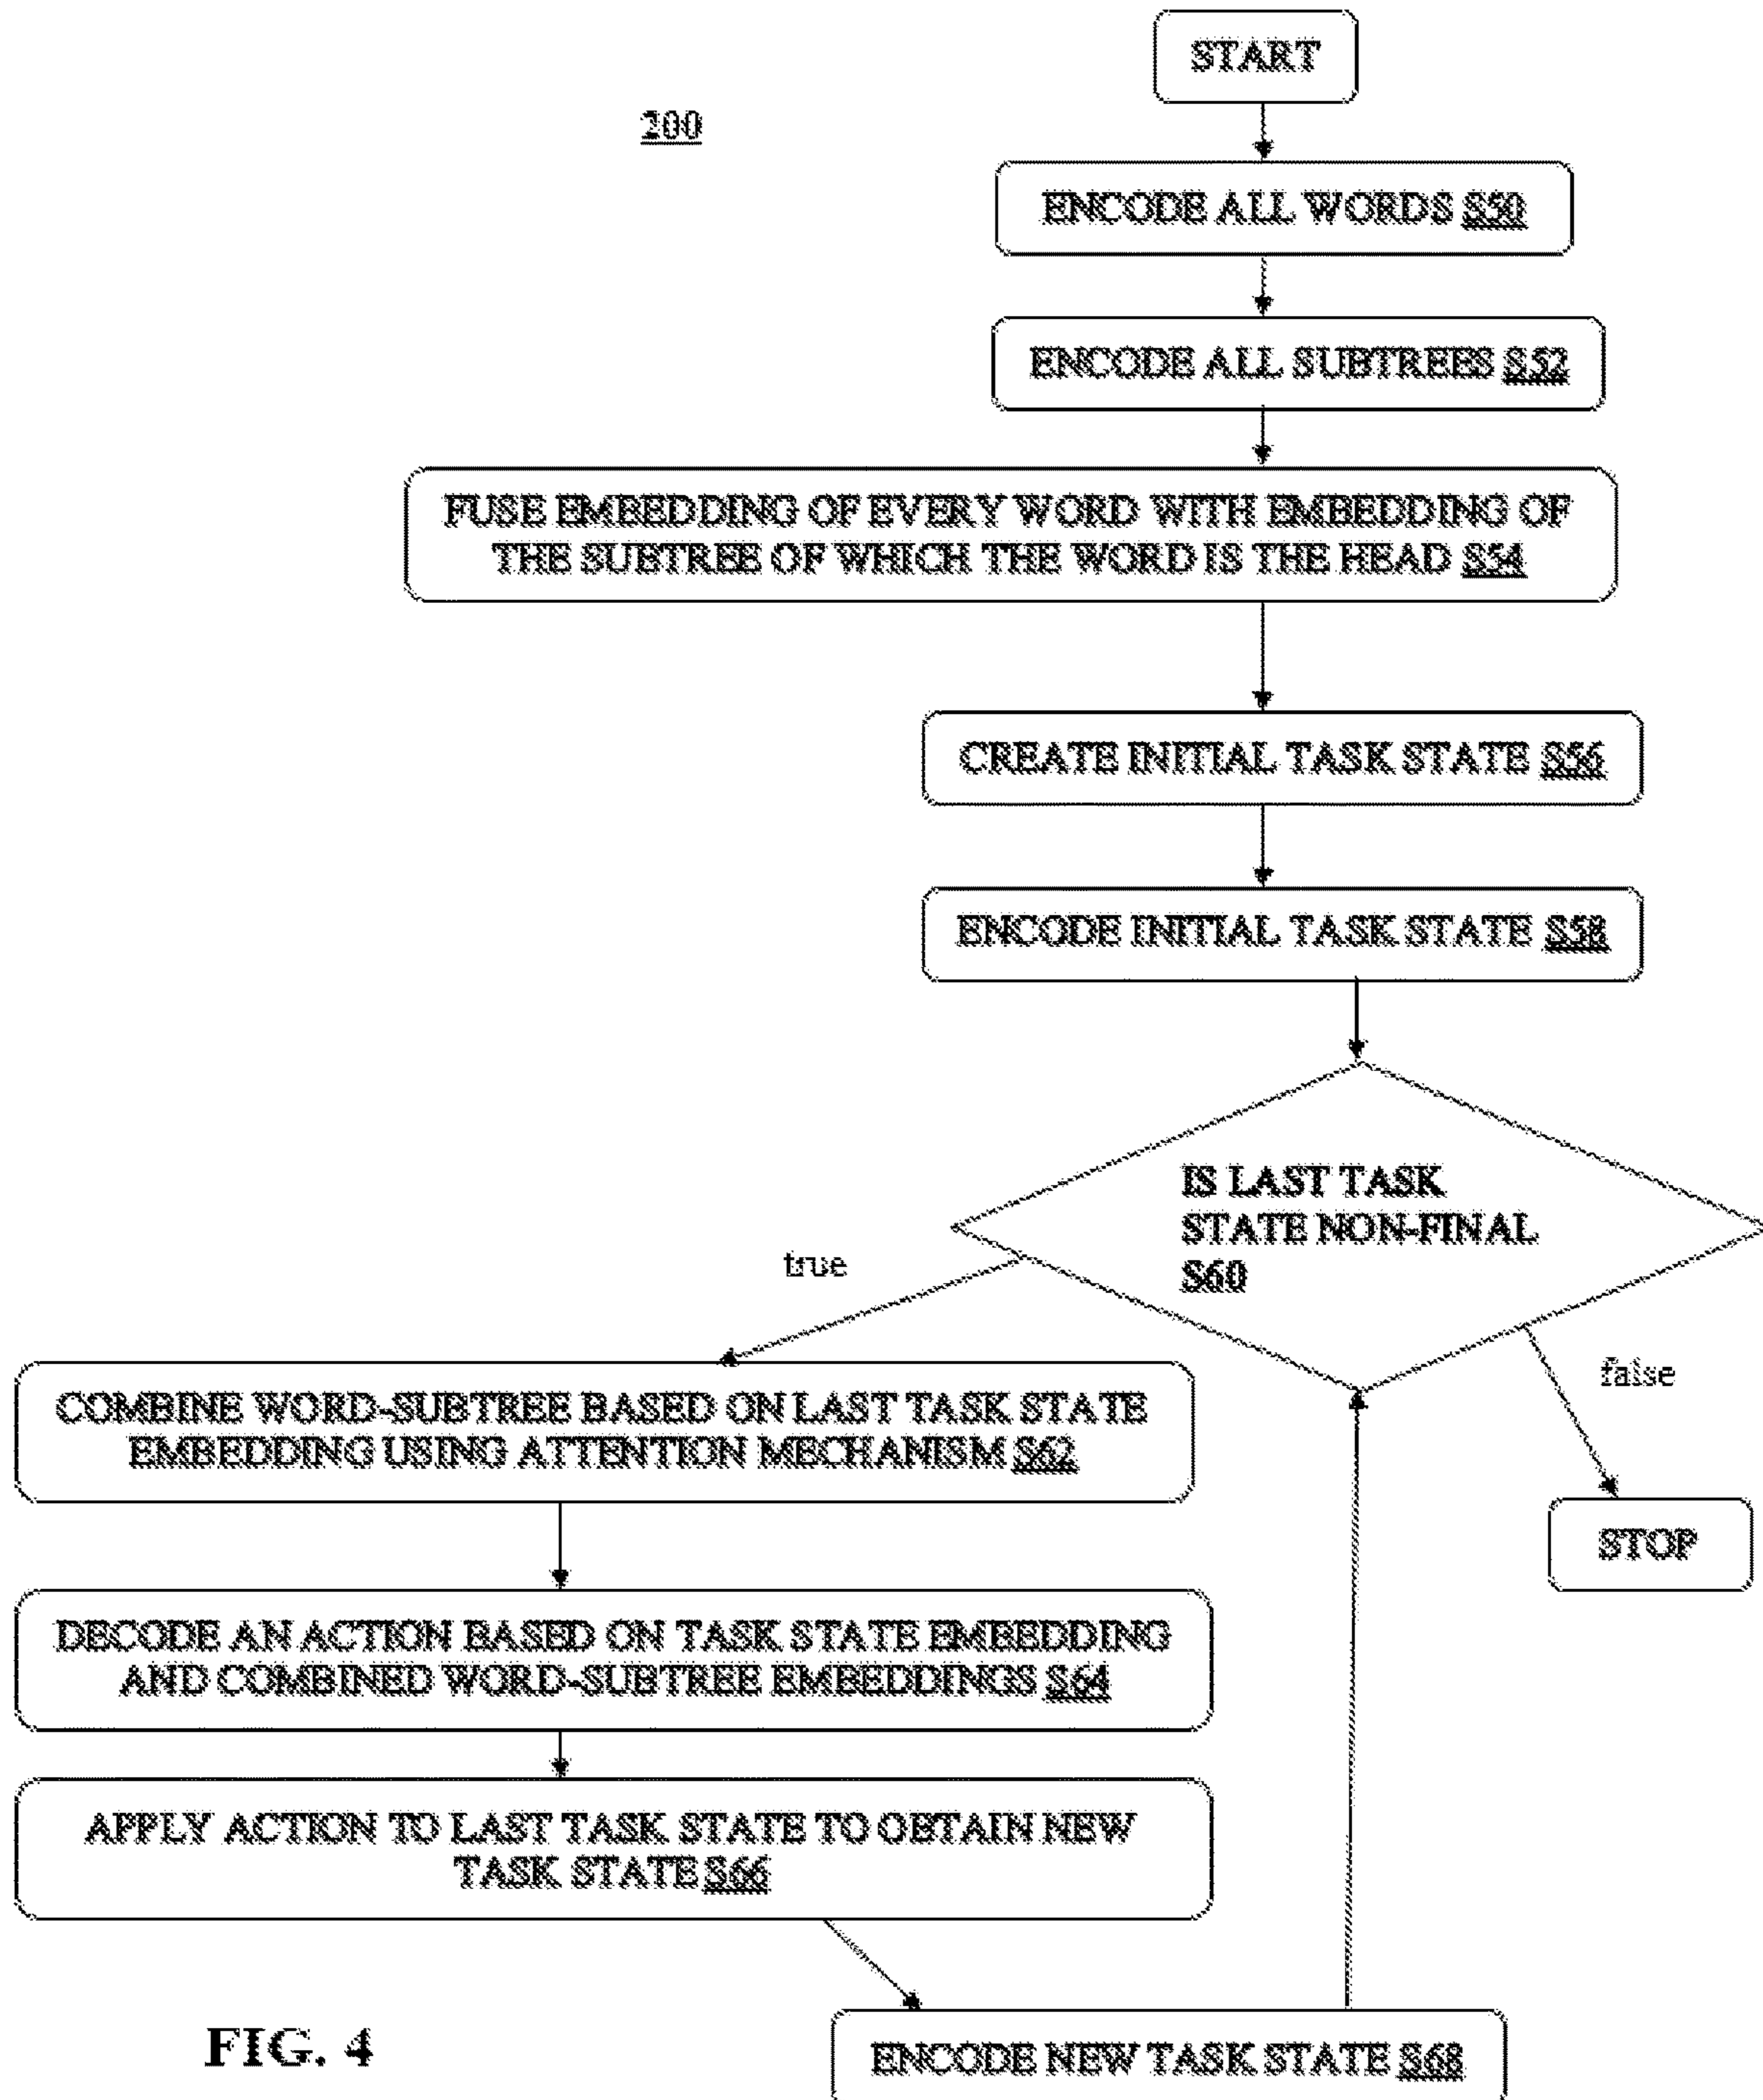 START
200
ENCODE ALL WORDS S50
ENCODE ALL SUBTREES S52
FUSE EMBEDDING OF EVERY WORD WITH EMBEDDING OF
THE SUBTREE OF WHICH THE WORD IS THE HEAD S54
CREATE INITIAL TASK STATE S56
ENCODE INITIAL TASK STATE S58
IS LAST TASK
STATE NON-FINAL
S60
true
false
COMBINE WORD-SUBTREE BASED ON LAST TASK STATE
EMBEDDING USING ATTENTION MECHANISM S62
STOP
DECODE AN ACTION BASED ON TASK STATE EMBEDDING
AND COMBINED WORD-SUBTREE EMBEDDINGS S64
APPLY ACTION TO LAST TASK STATE TO OBTAIN NEW
TASK STATE S66
ENCODE NEW TASK STATE S68
FIG. 4